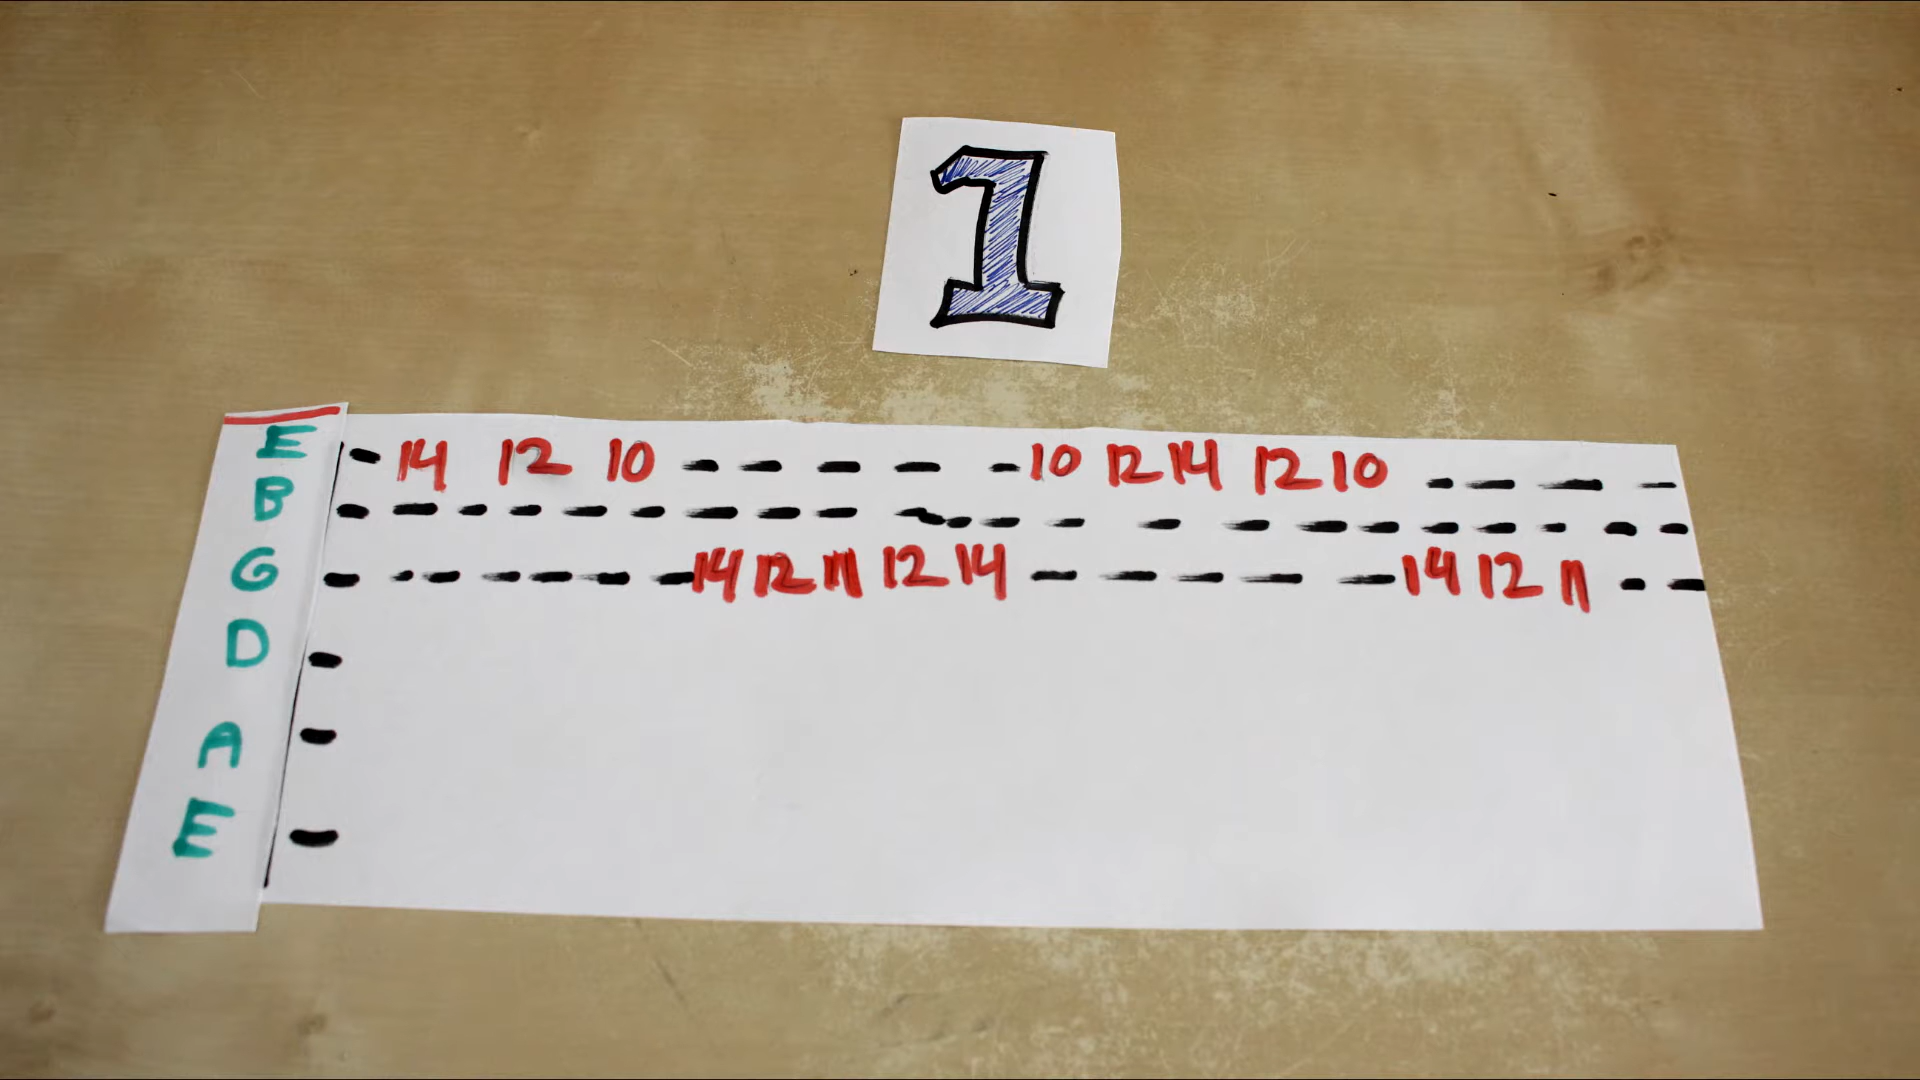 1
E - 14 12 10 - - - - - 10 12 14 12 10 - - - -
B - - - - - - - - - - - - - - - - - - - - - -
G - - - - - - - 14 12 11 12 14 - - - - - 14 12 11 - -
D -
A -
E -